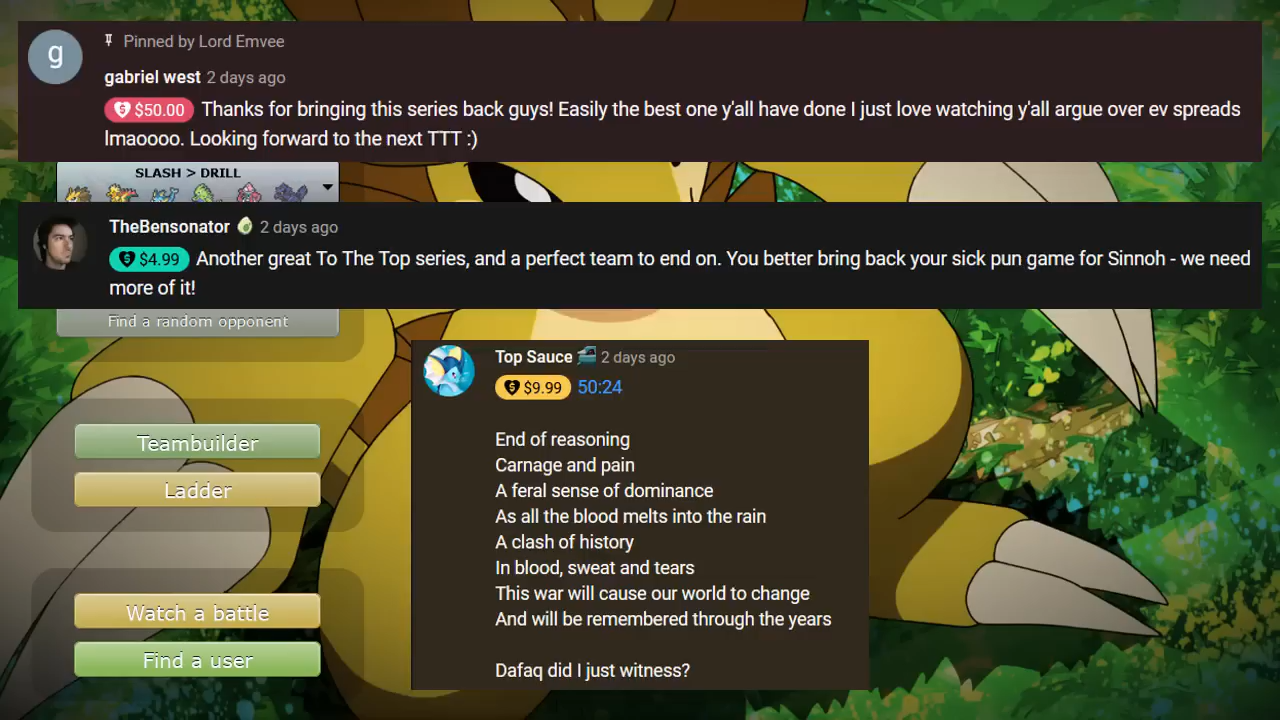 g
Pinned by Lord Emvee
gabriel west 2 days ago
$50.00 Thanks for bringing this series back guys! Easily the best one y'all have done I just love watching y'all argue over ev spreads
lmaoooo. Looking forward to the next TTT :)
SLASH > DRILL
TheBensonator 2 days ago
$4.99 Another great To The Top series, and a perfect team to end on. You better bring back your sick pun game for Sinnoh - we need
more of it!
Find a random opponent
Top Sauce 2 days ago
$9.99 50:24
End of reasoning
Carnage and pain
A feral sense of dominance
As all the blood melts into the rain
A clash of history
In blood, sweat and tears
This war will cause our world to change
And will be remembered through the years
Dafaq did I just witness?
Teambuilder
Ladder
Watch a battle
Find a user